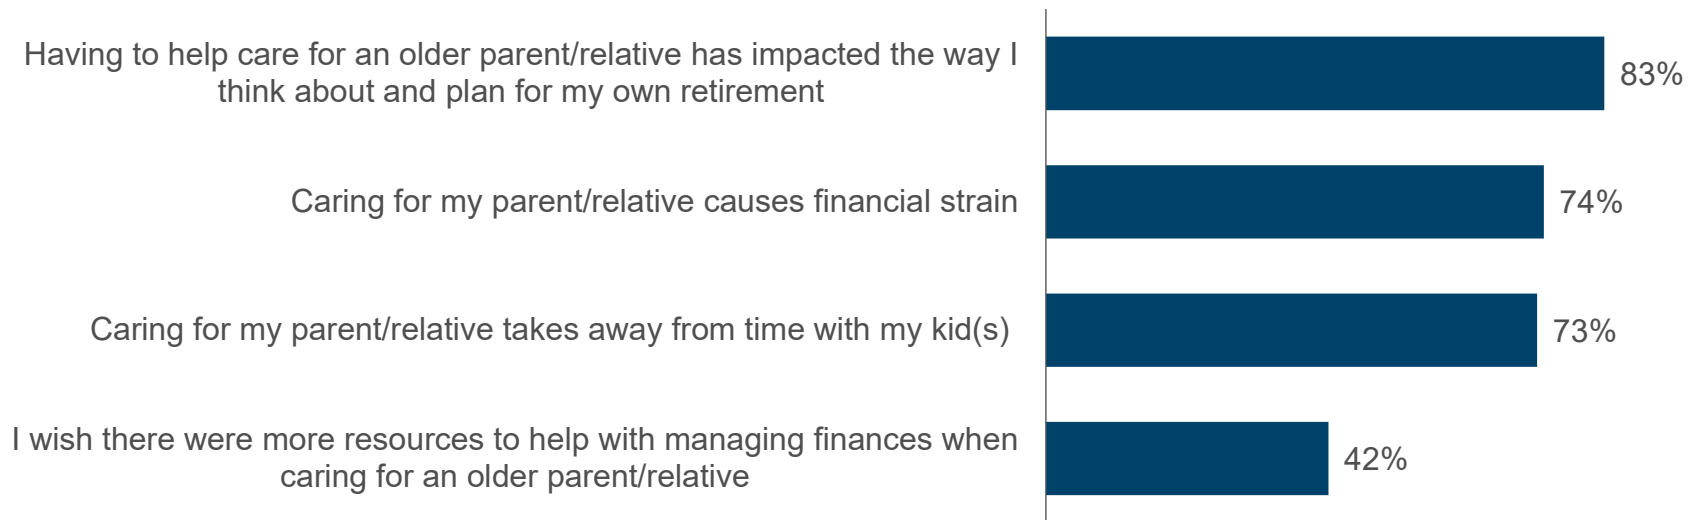 Having to help care for an older parent/relative has impacted the way I
think about and plan for my own retirement
83%
Caring for my parent/relative causes financial strain
74%
Caring for my parent/relative takes away from time with my kid(s)
73%
I wish there were more resources to help with managing finances when
caring for an older parent/relative
42%